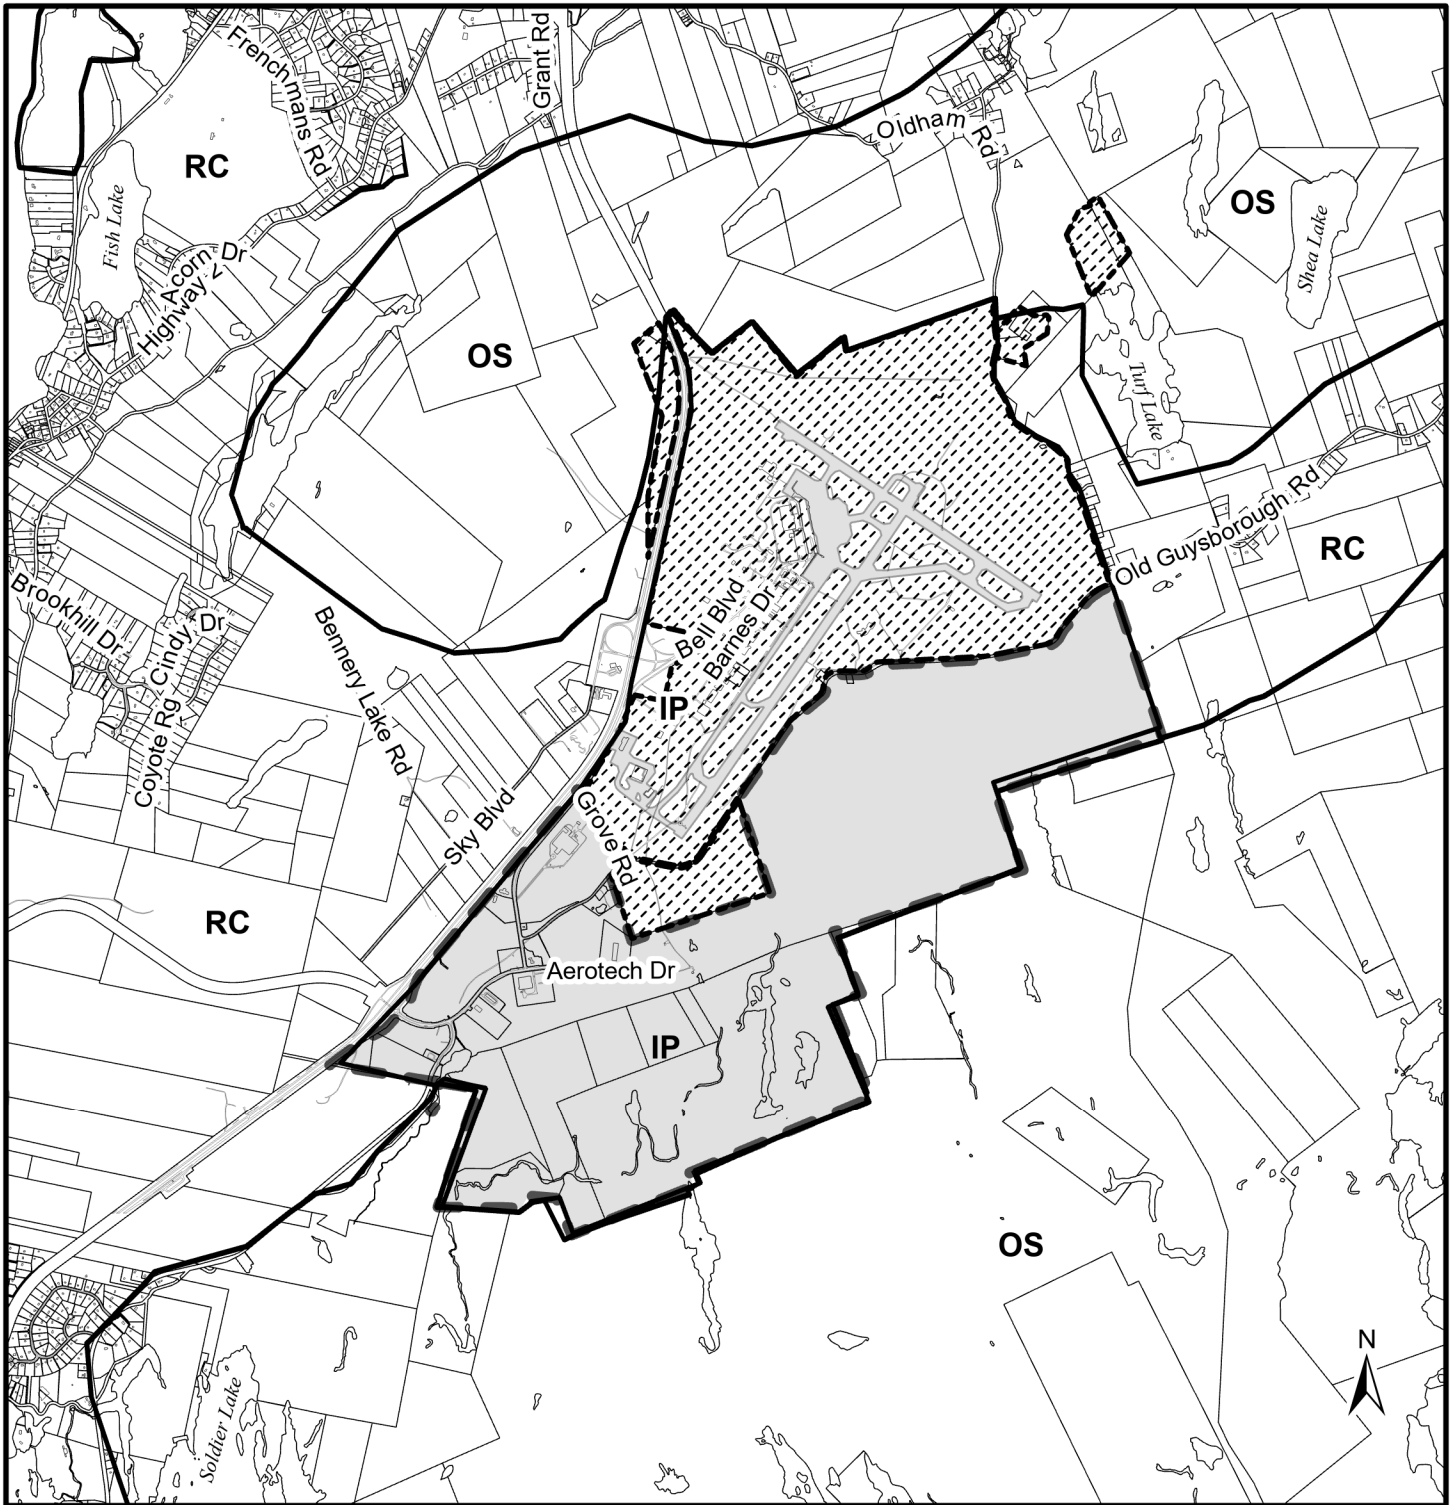 Frenchmans Rd
Grant Rd
RC
Oldham Rd
OS
Fish Lake
Shea Lake
Acorn Dr
Highway 2
OS
Turf Lake
Old Guysborough Rd
RC
Brookhill Dr
Cindy Dr
Coyote Rg
Bennery Lake Rd
Bell Blvd
Barnes Dr
IP
Sky Blvd
Grove Rd
RC
Aerotech Dr
IP
OS
N
Soldier Lake